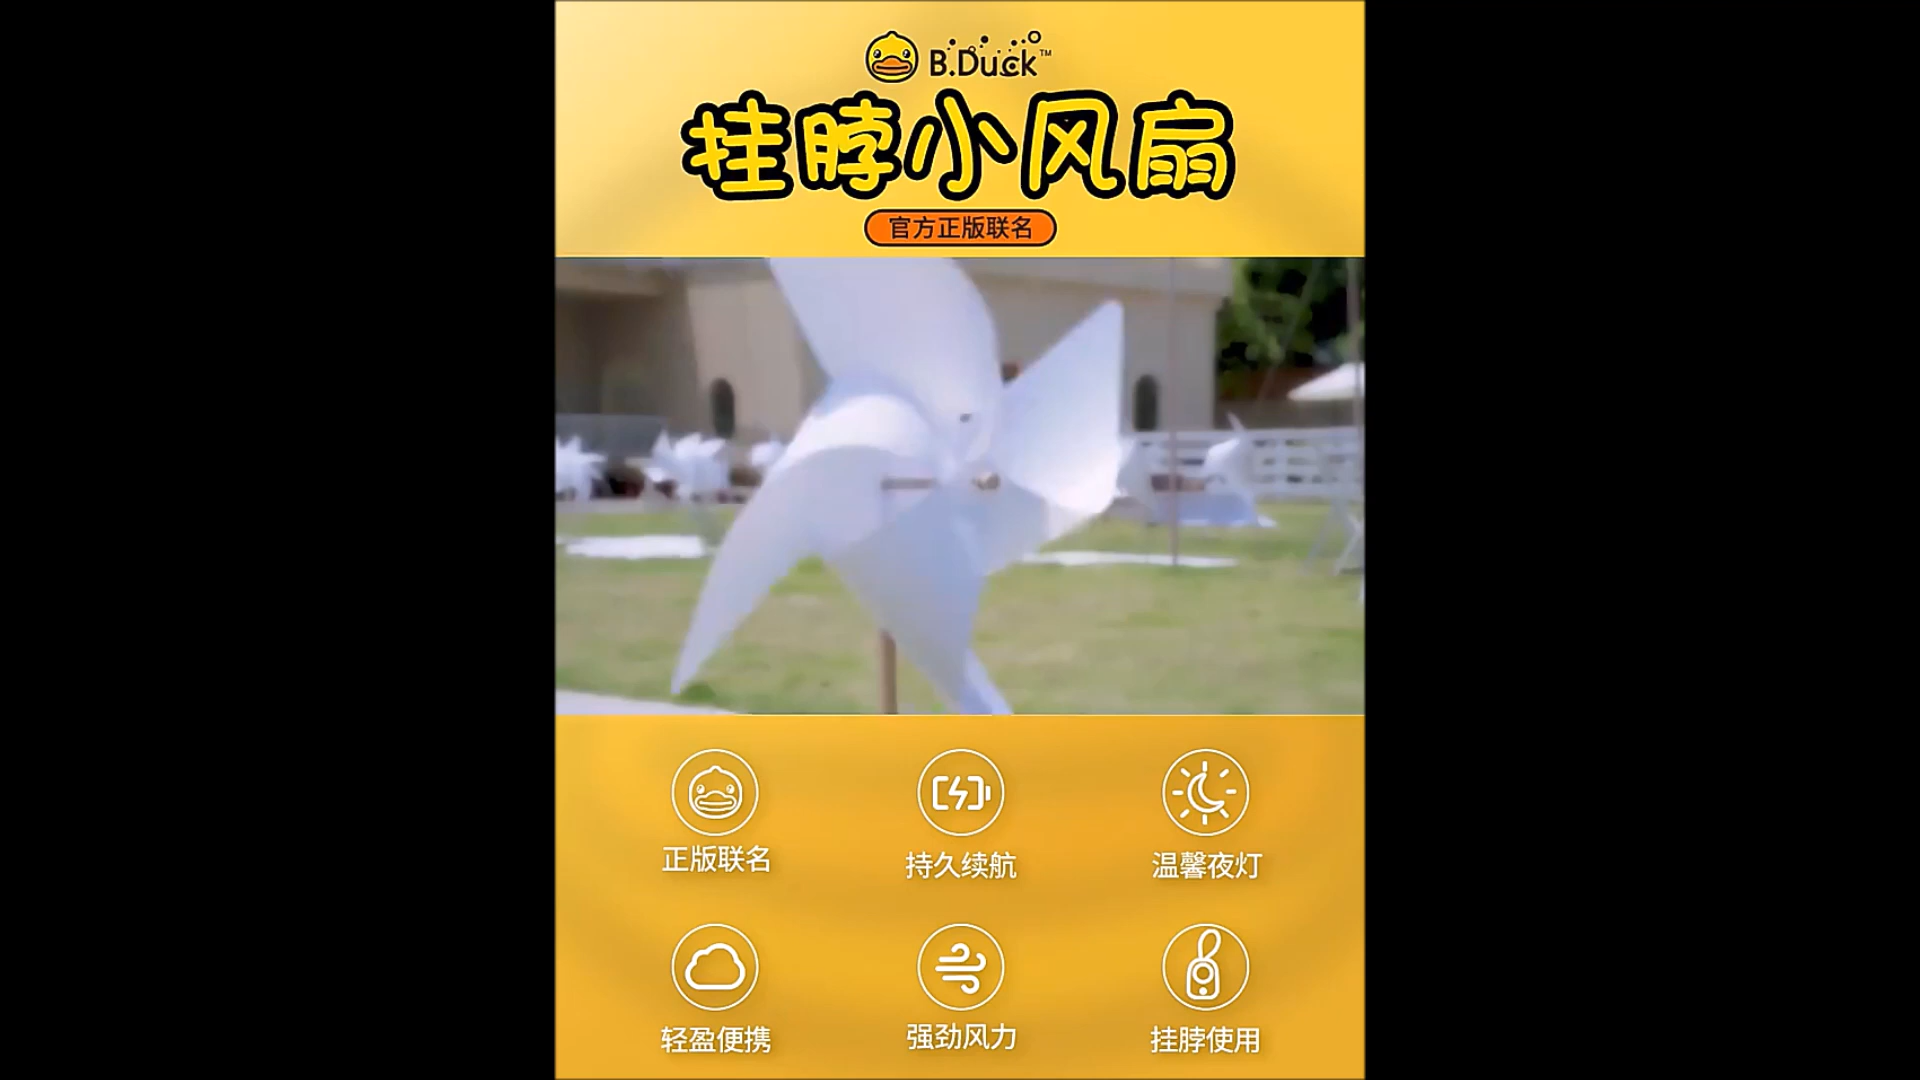 B.Duck™
挂脖小风扇
官方正版联名
正版联名
持久续航
温馨夜灯
轻盈便携
强劲风力
挂脖使用